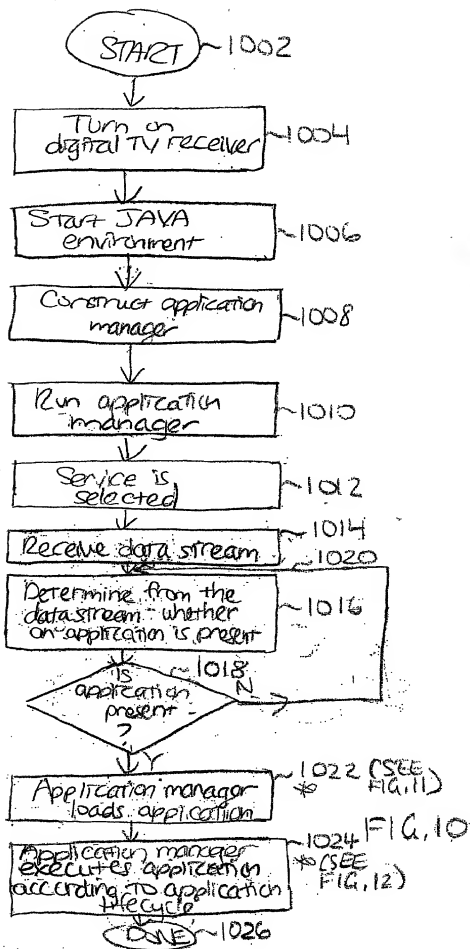 START
1002
Turn on
digital TV receiver
1004
Start JAVA
environment
1006
Construct application
manager
1008
Run application
manager
1010
Service is
selected
1012
1014
Receive data stream
1020
Determine from the
datastream whether
an application is present
1016
1018
Is
application
present
?
N
Y
Application manager
loads application
1022 (SEE
* FIG. 11)
FIG. 10
Application manager
executes application
according to application
lifecycle
1024
* (SEE
FIG. 12)
DONE
1026